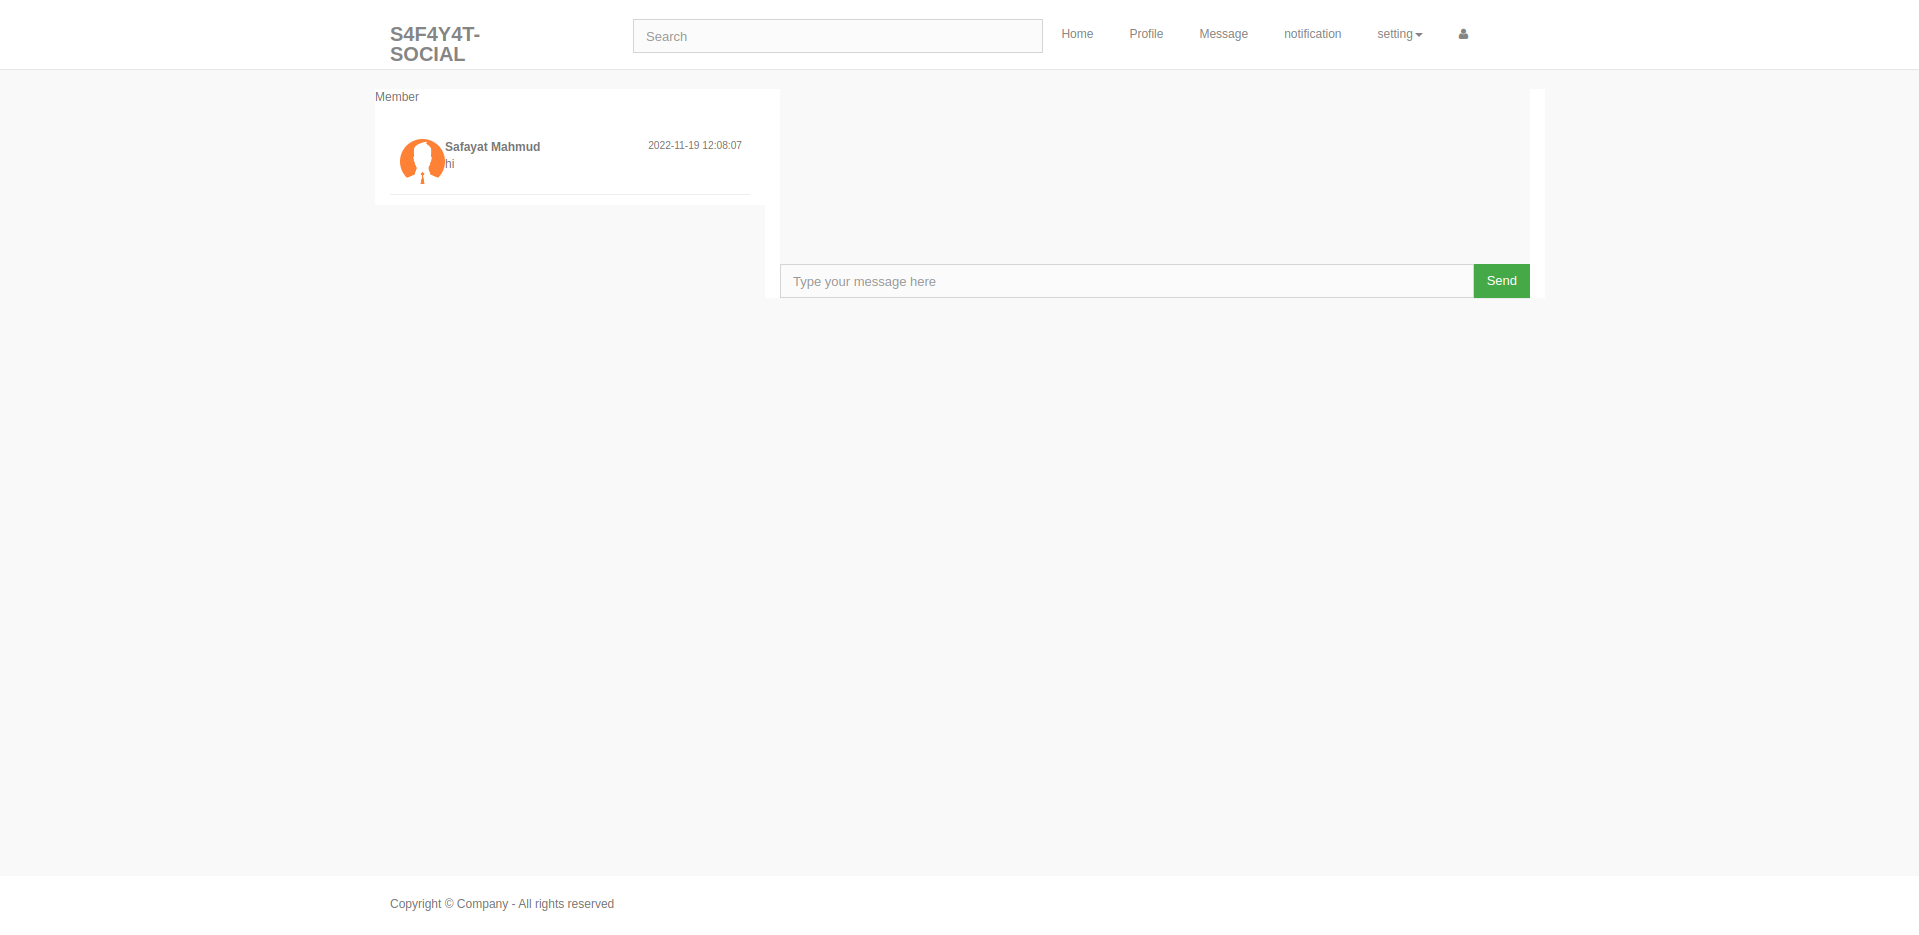 S4F4Y4T-
SOCIAL
Search
Home
Profile
Message
notification
setting
Member
Safayat Mahmud
2022-11-19 12:08:07
hi
Type your message here
Send
Copyright © Company - All rights reserved